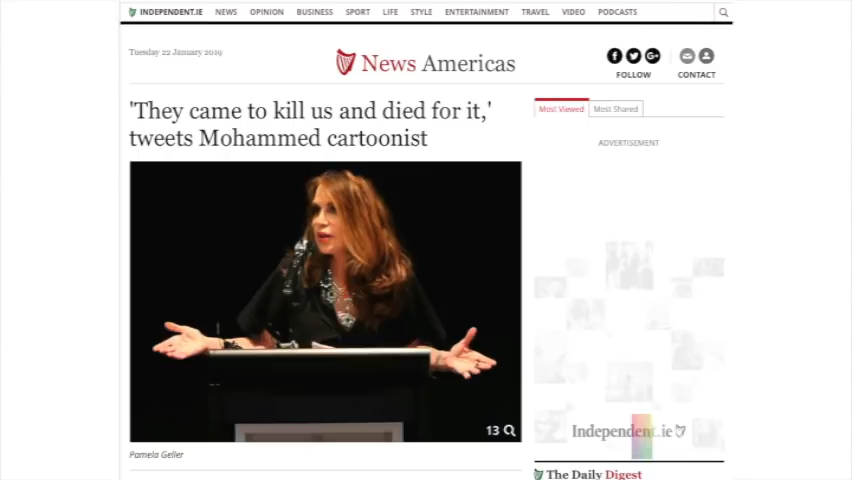 INDEPENDENT.IE NEWS OPINION BUSINESS SPORT LIFE STYLE ENTERTAINMENT TRAVEL VIDEO PODCASTS
Tuesday 22 January 2019
News Americas
FOLLOW
CONTACT
'They came to kill us and died for it,'
tweets Mohammed cartoonist
13
Pamela Geller
Most Viewed
Most Shared
ADVERTISEMENT
Independent.ie
The Daily Digest